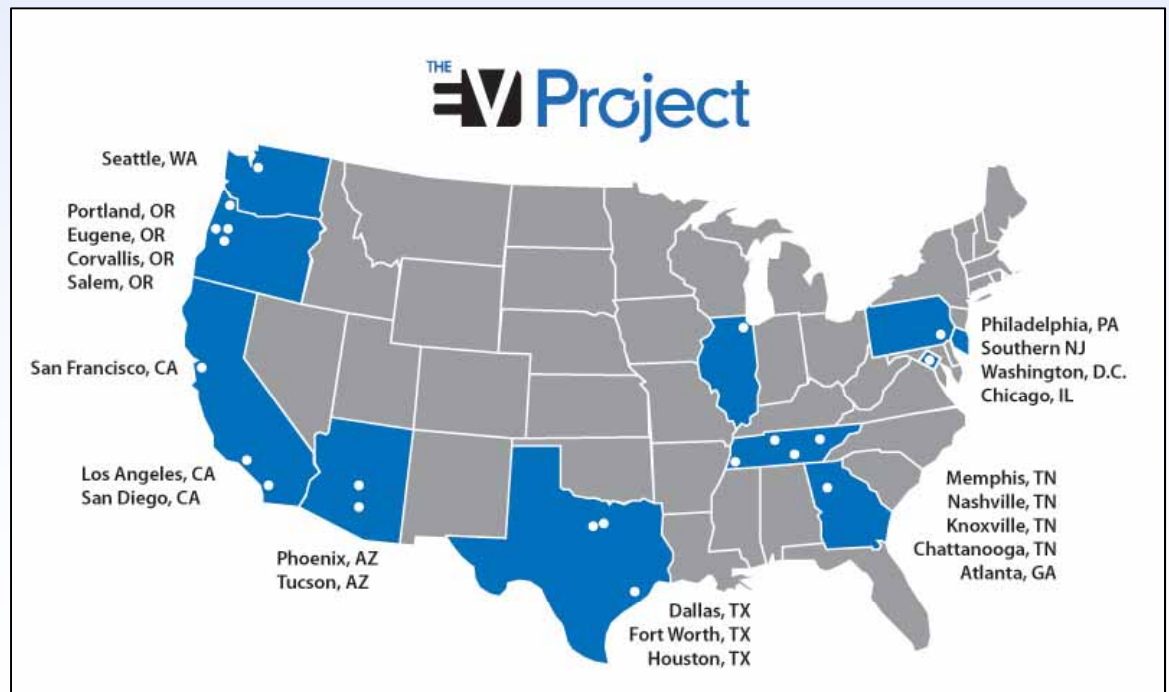 THE
EV Project
Seattle, WA
Portland, OR
Eugene, OR
Corvallis, OR
Salem, OR
San Francisco, CA
Los Angeles, CA
San Diego, CA
Phoenix, AZ
Tucson, AZ
Dallas, TX
Fort Worth, TX
Houston, TX
Philadelphia, PA
Southern NJ
Washington, D.C.
Chicago, IL
Memphis, TN
Nashville, TN
Knoxville, TN
Chattanooga, TN
Atlanta, GA